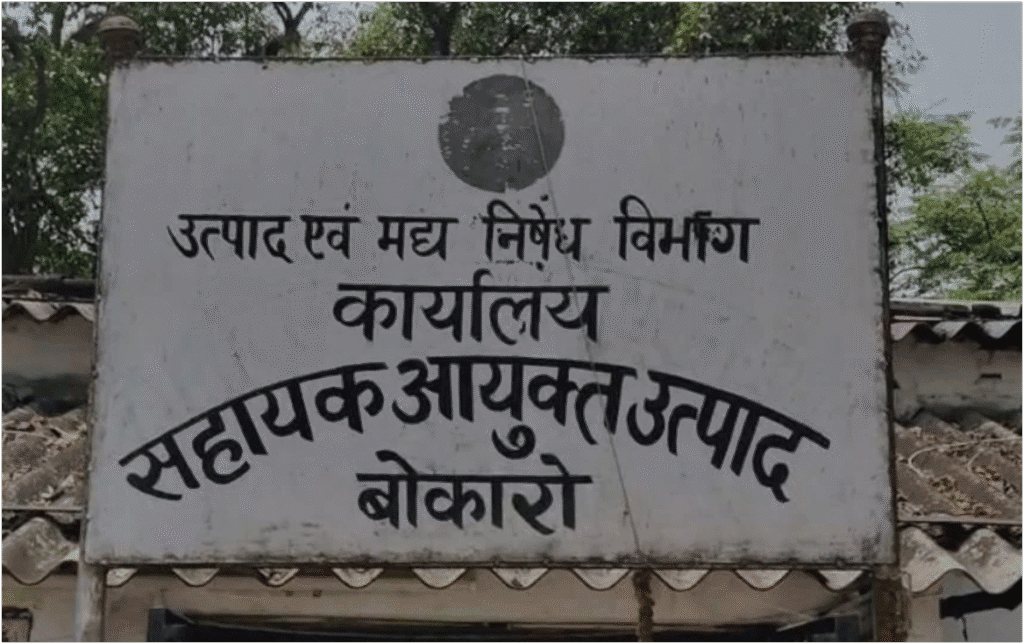 उत्पाद एवं मद्य निषेध विभाग
कार्यालय
सहायक आयुक्त उत्पाद
बोकारो